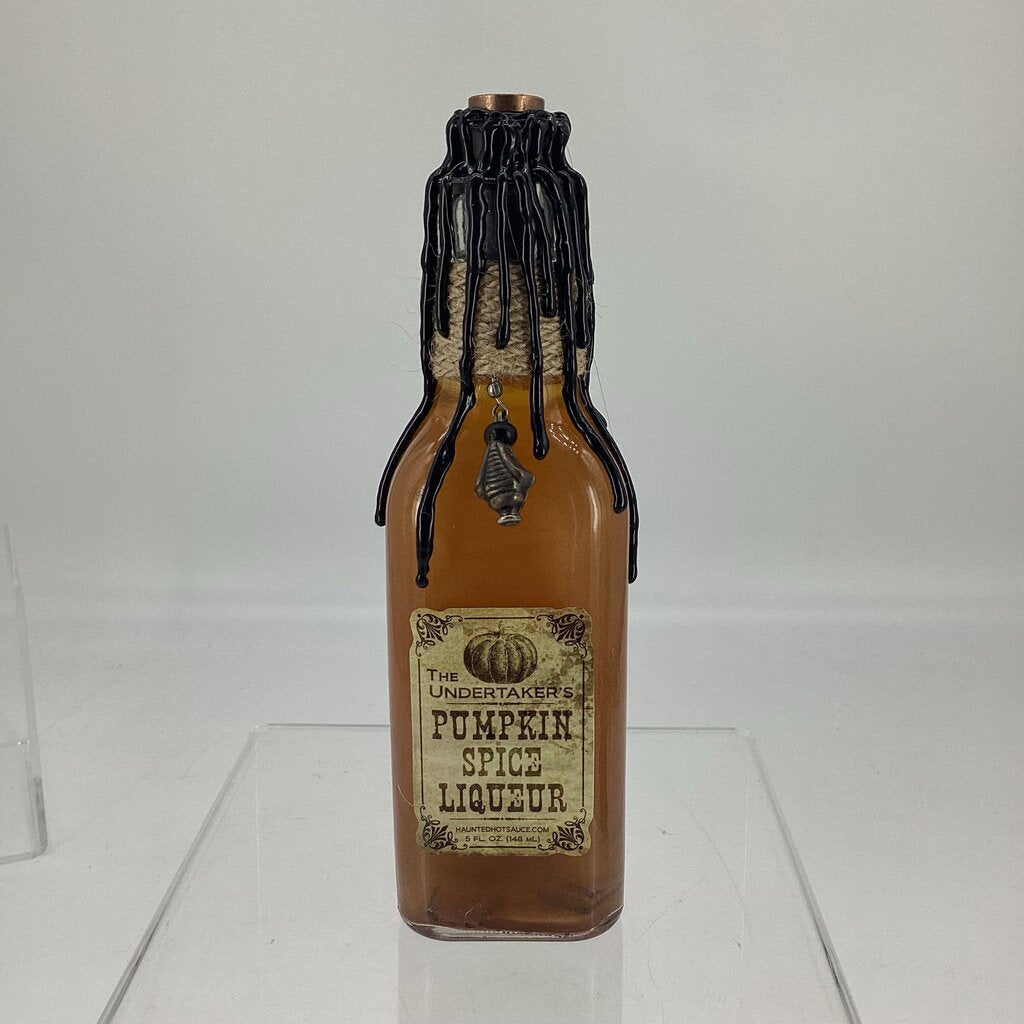 THE
UNDERTAKER'S
PUMPKIN
SPICE
LIQUEUR
HAUNTEDHOTSAUCE.COM
5 FL. OZ. (148 ML)